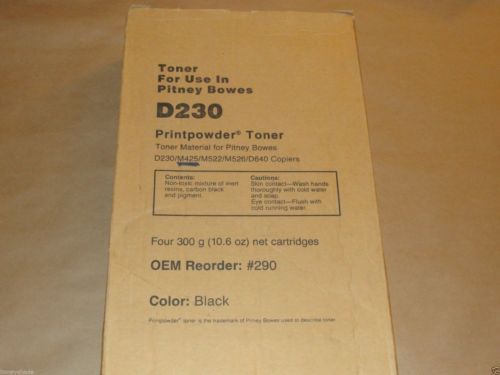 Toner
For Use In
Pitney Bowes
D230
Printpowder® Toner
Toner Material for Pitney Bowes
D230/M425/M522/M526/D640 Copiers
Contents:
Non-toxic mixture of inert
resins, carbon black
and pigment.
Cautions:
Skin contact—Wash hands
thoroughly with cold water
and soap.
Eye contact—Flush with
cold running water.
Four 300 g (10.6 oz) net cartridges
OEM Reorder: #290
Color: Black
Printpowder® toner is the trademark of Pitney Bowes used to describe toner.